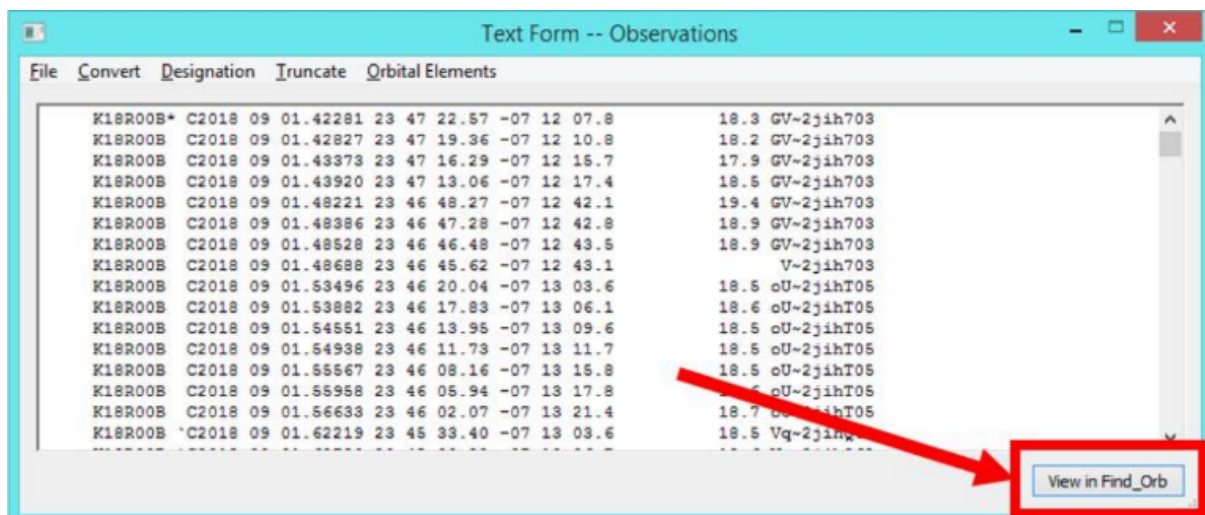 Text Form -- Observations
File Convert Designation Truncate Orbital Elements
K18R00B* C2018 09 01.42281 23 47 22.57 -07 12 07.8 18.3 GV~2jih703
K18R00B C2018 09 01.42827 23 47 19.36 -07 12 10.8 18.2 GV~2jih703
K18R00B C2018 09 01.43373 23 47 16.29 -07 12 15.7 17.9 GV~2jih703
K18R00B C2018 09 01.43920 23 47 13.06 -07 12 17.4 18.5 GV~2jih703
K18R00B C2018 09 01.48221 23 46 48.27 -07 12 42.1 19.4 GV~2jih703
K18R00B C2018 09 01.48386 23 46 47.28 -07 12 42.8 18.9 GV~2jih703
K18R00B C2018 09 01.48528 23 46 46.48 -07 12 43.5 18.9 GV~2jih703
K18R00B C2018 09 01.48688 23 46 45.62 -07 12 43.1 V~2jih703
K18R00B C2018 09 01.53496 23 46 20.04 -07 13 03.6 18.5 oU~2jihT05
K18R00B C2018 09 01.53882 23 46 17.83 -07 13 06.1 18.6 oU~2jihT05
K18R00B C2018 09 01.54551 23 46 13.95 -07 13 09.6 18.5 oU~2jihT05
K18R00B C2018 09 01.54938 23 46 11.73 -07 13 11.7 18.5 oU~2jihT05
K18R00B C2018 09 01.55567 23 46 08.16 -07 13 15.8 18.5 oU~2jihT05
K18R00B C2018 09 01.55958 23 46 05.94 -07 13 17.8 oU~2jihT05
K18R00B C2018 09 01.56633 23 46 02.07 -07 13 21.4 18.7
K18R00B `C2018 09 01.62219 23 45 33.40 -07 13 03.6 18.5
View in Find_Orb